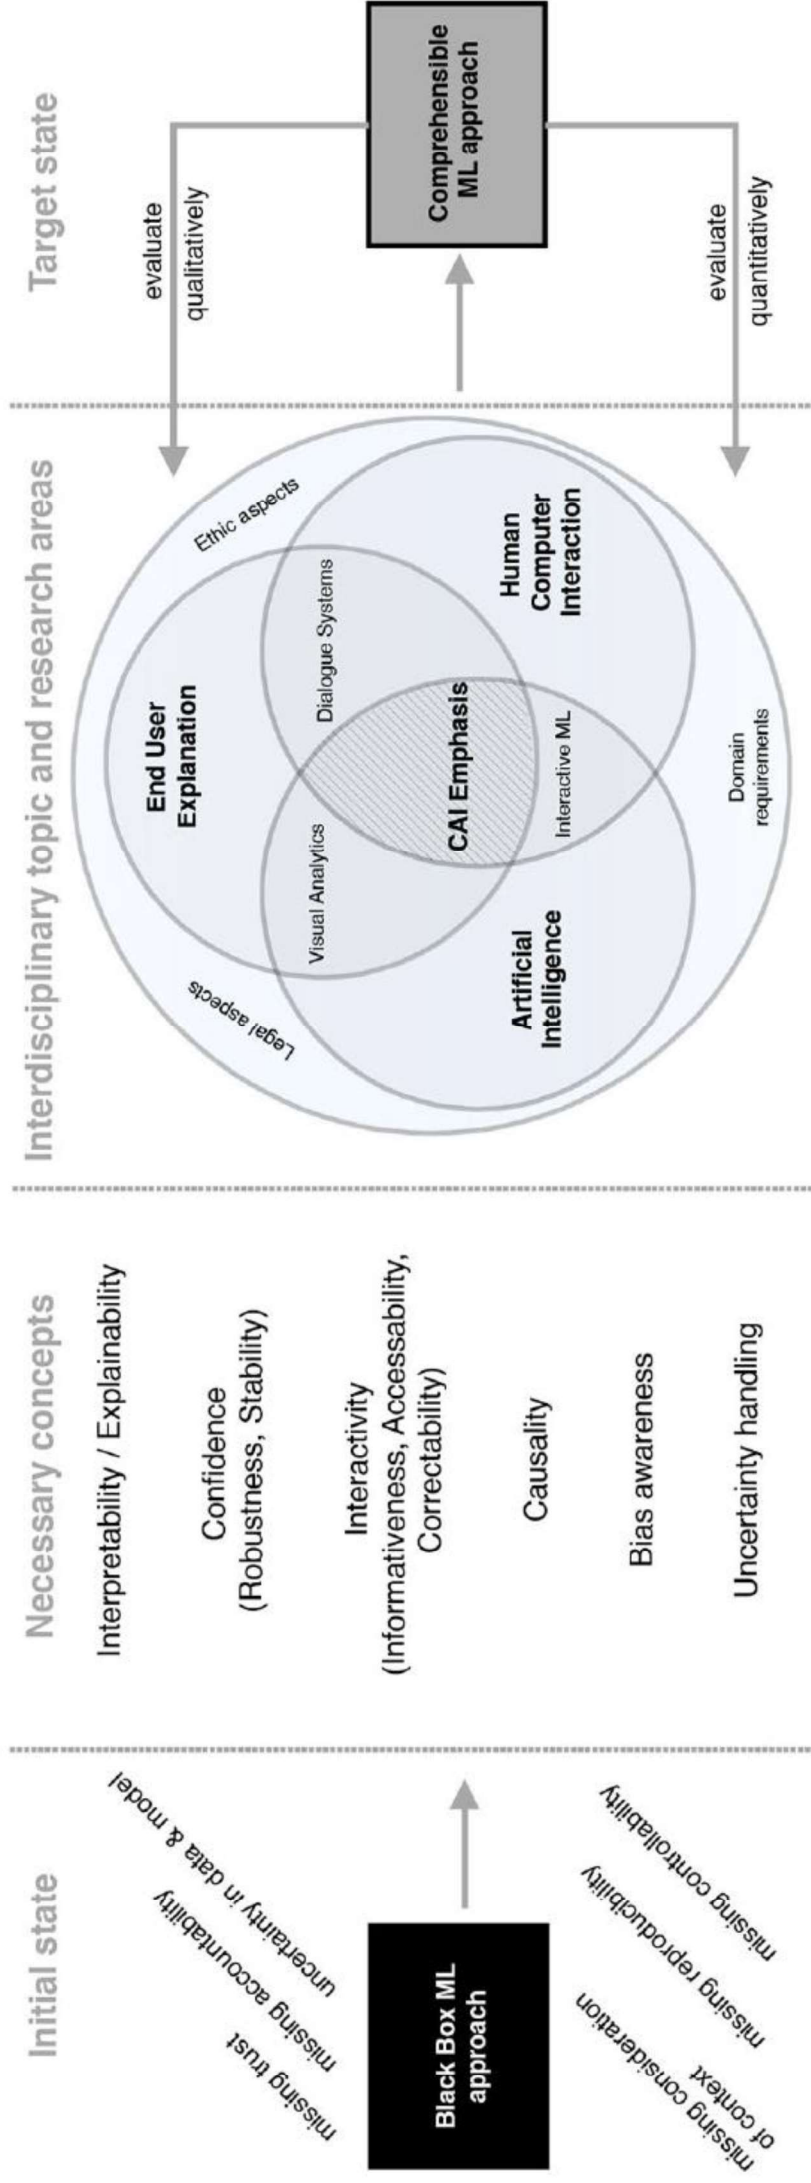 Initial state
missing trust
missing accountability
uncertainty in data & model
Black Box ML
approach
missing consideration
of context
missing reproducibility
missing controllability
Necessary concepts
Interpretability / Explainability
Confidence
(Robustness, Stability)
Interactivity
(Informativeness, Accessability,
Correctability)
Causality
Bias awareness
Uncertainty handling
Interdisciplinary topic and research areas
Legal aspects
End User
Explanation
Ethic aspects
Visual Analytics
Dialogue Systems
CAI Emphasis
Artificial
Intelligence
Interactive ML
Human
Computer
Interaction
Domain
requirements
Target state
evaluate
qualitatively
Comprehensible
ML approach
evaluate
quantitatively